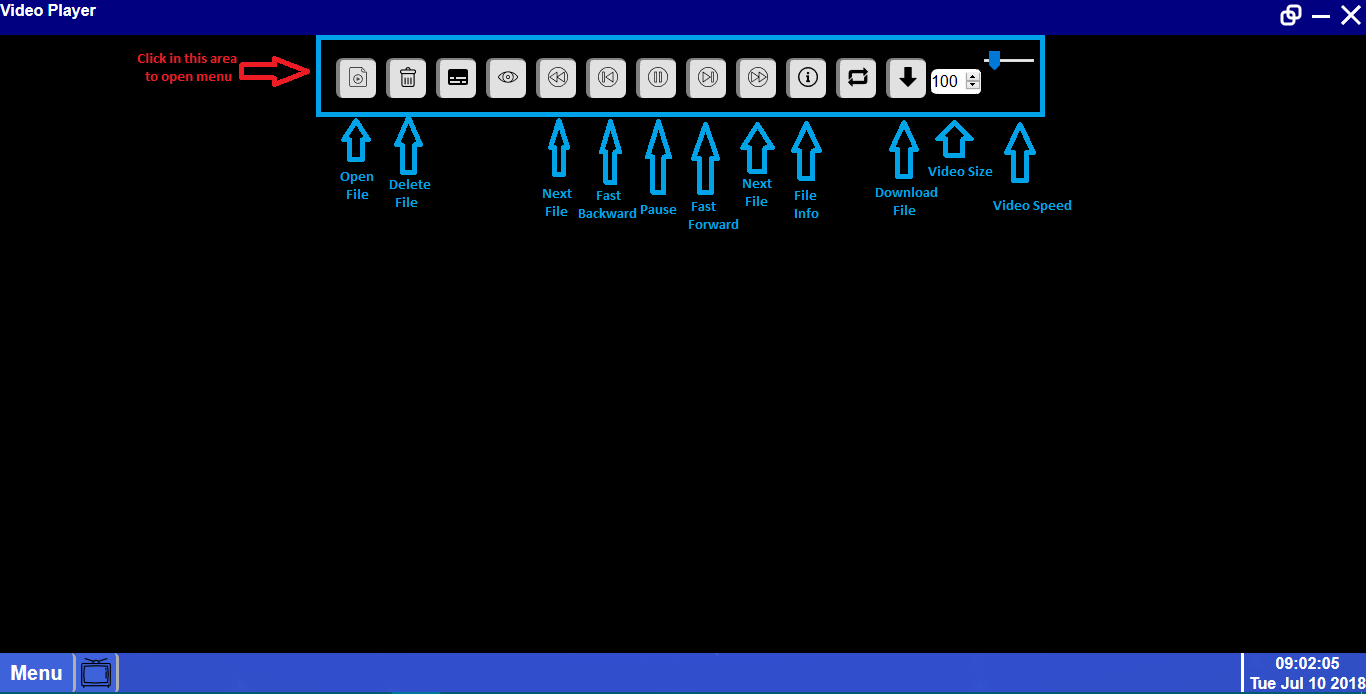 Video Player
Click in this area
to open menu
100
Open
File
Delete
File
Next
File
Fast
Backward
Pause
Fast
Forward
Next
File
File
Info
Download
File
Video Size
Video Speed
Menu
09:02:05
Tue Jul 10 2018